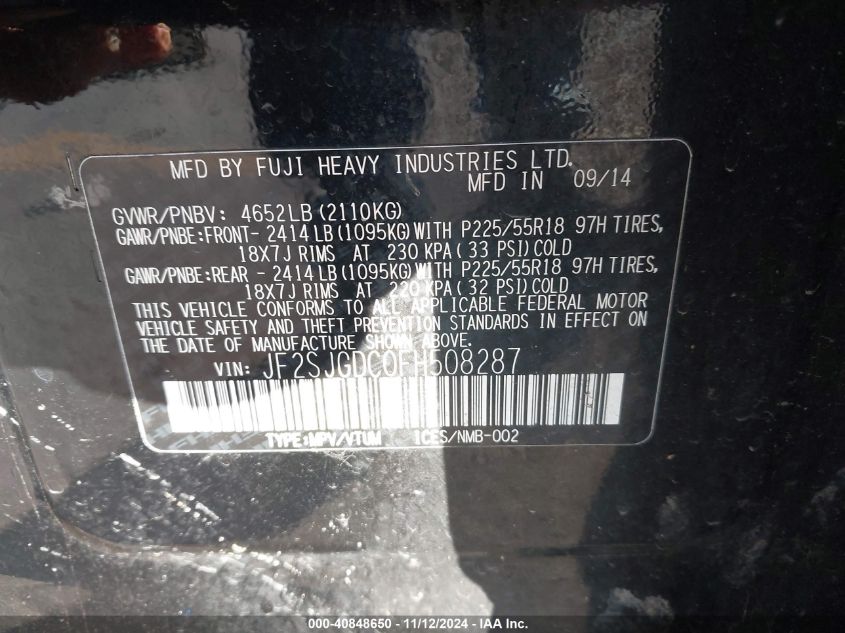 MFD BY FUJI HEAVY INDUSTRIES LTD.
MFD IN 09/14
GVWR/PNBV: 4652LB (2110KG)
GAWR/PNBE:FRONT- 2414 LB (1095KG) WITH P225/55R18 97H TIRES,
18X7J RIMS AT 230 KPA ( 33 PSI) COLD
GAWR/PNBE:REAR - 2414 LB (1095KG) WITH P225/55R18 97H TIRES,
18X7J RIMS AT 220 KPA ( 32 PSI) COLD
THIS VEHICLE CONFORMS TO ALL APPLICABLE FEDERAL MOTOR
VEHICLE SAFETY AND THEFT PREVENTION STANDARDS IN EFFECT ON
THE DATE OF MANUFACTURE SHOWN ABOVE.
VIN: JF2SJGDC0FH508287
TYPE:MPV/VTUM ICES/NMB-002
000-40848650 - 11/12/2024 - IAA Inc.